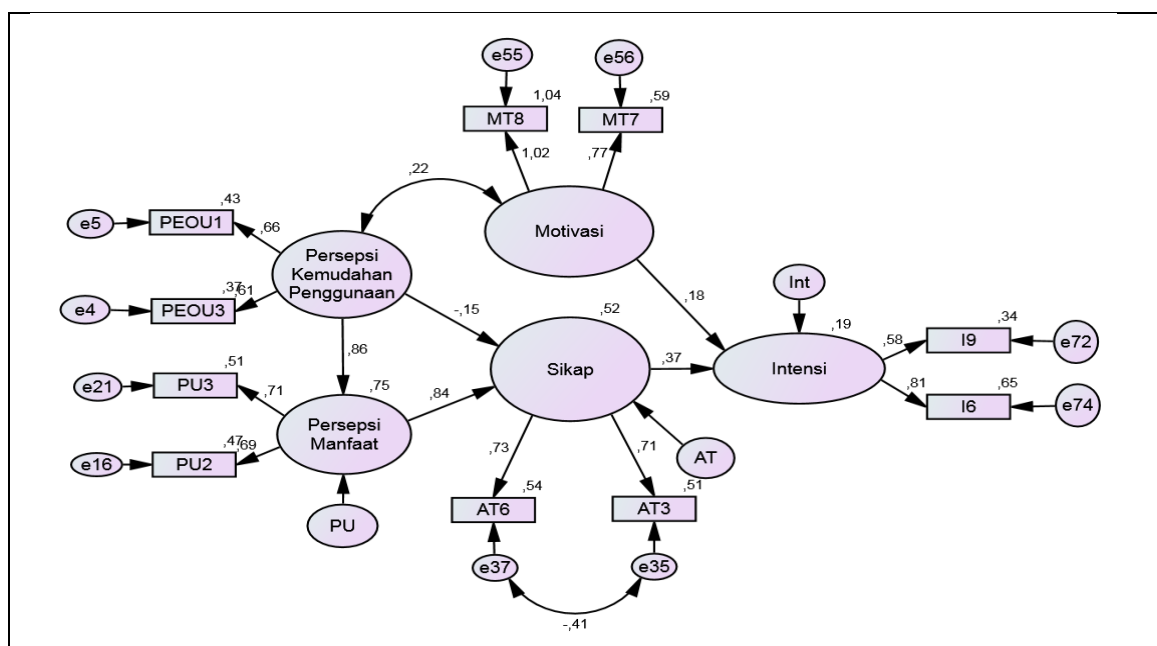 e55
e56
1,04
,59
MT8
MT7
1,02
,77
,22
,43
e5
PEOU1
,66
Motivasi
Persepsi
Kemudahan
Penggunaan
,37
,61
e4
PEOU3
-,15
,18
Int
,52
,19
,34
,58
I9
e72
,86
,51
e21
PU3
,71
,75
,84
Sikap
,37
Intensi
,81
,65
I6
e74
Persepsi
Manfaat
,47
,69
e16
PU2
,73
,71
AT
PU
,54
,51
AT6
AT3
e37
e35
-,41